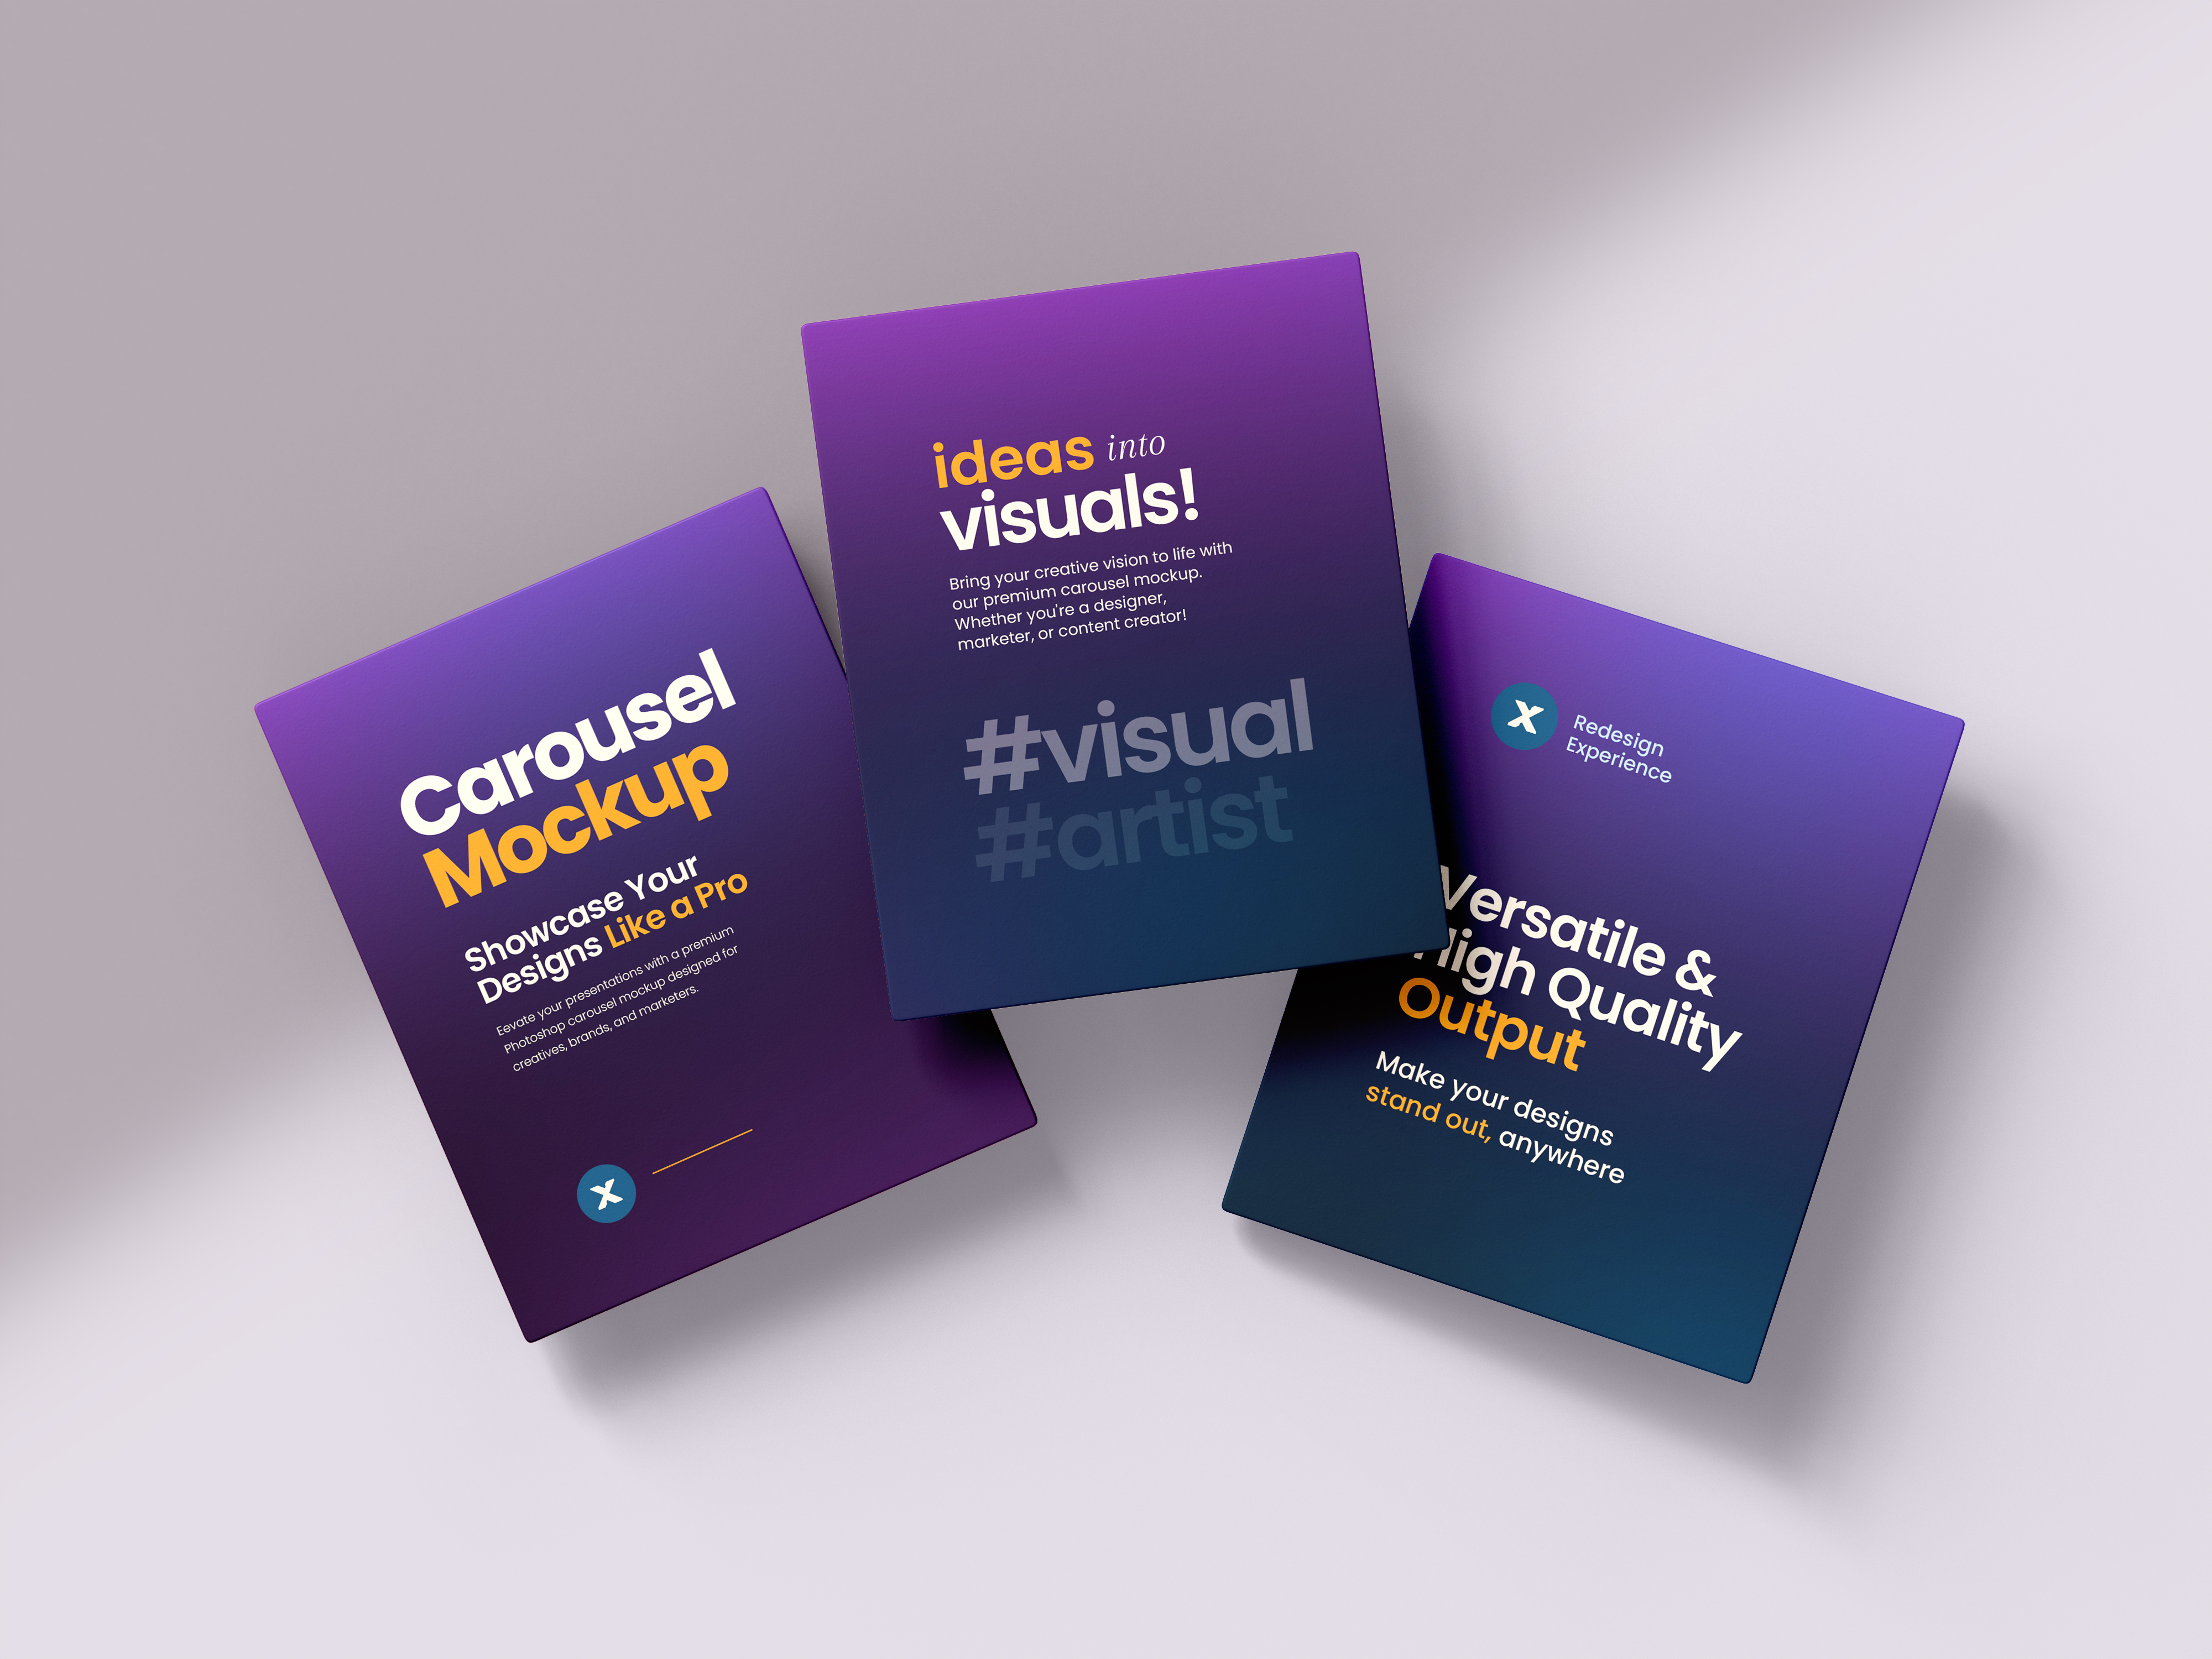 Carousel
Mockup
Showcase Your
Designs Like a Pro
Eevate your presentations with a premium
Photoshop carousel mockup designed for
creatives, brands, and marketers.
X
ideas into
visuals!
Bring your creative vision to life with
our premium carousel mockup.
Whether you're a designer,
marketer, or content creator!
#visual
#artist
X
Redesign
Experience
Versatile &
High Quality
Output
Make your designs
stand out, anywhere